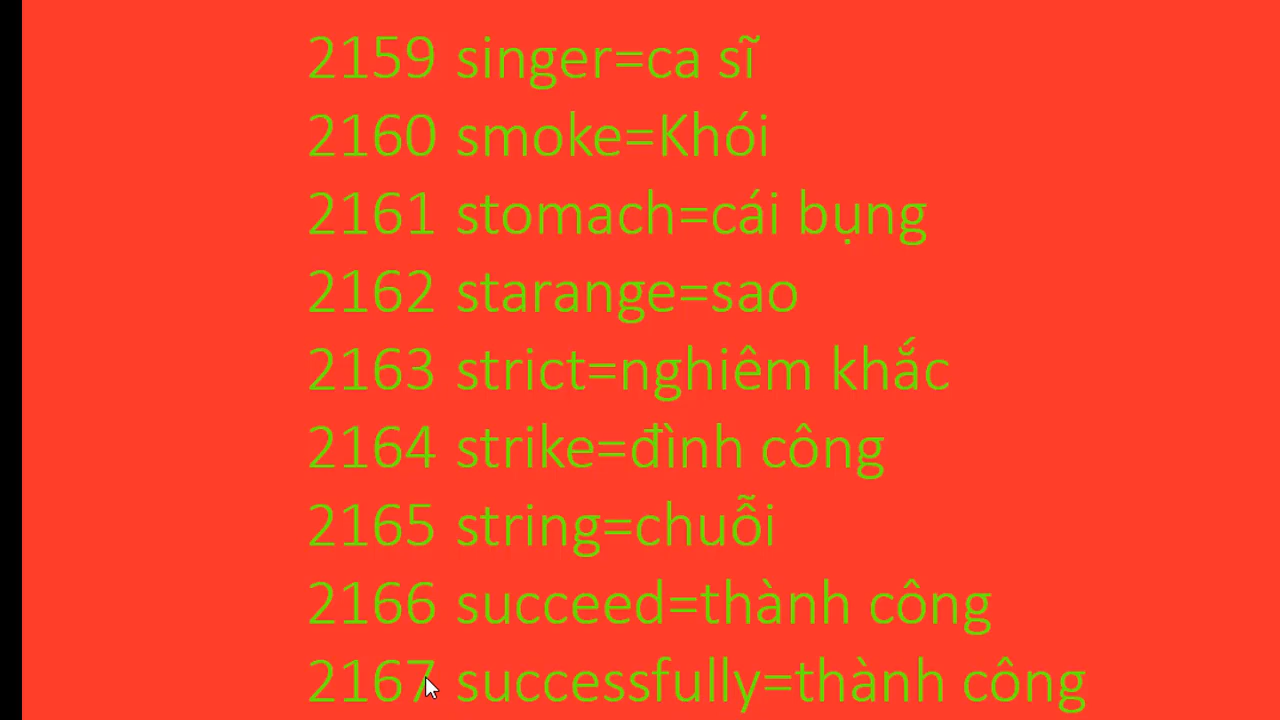 2159 singer=ca sĩ
2160 smoke=Khói
2161 stomach=cái bụng
2162 starange=sao
2163 strict=nghiêm khắc
2164 strike=đình công
2165 string=chuỗi
2166 succeed=thành công
2167 successfully=thành công